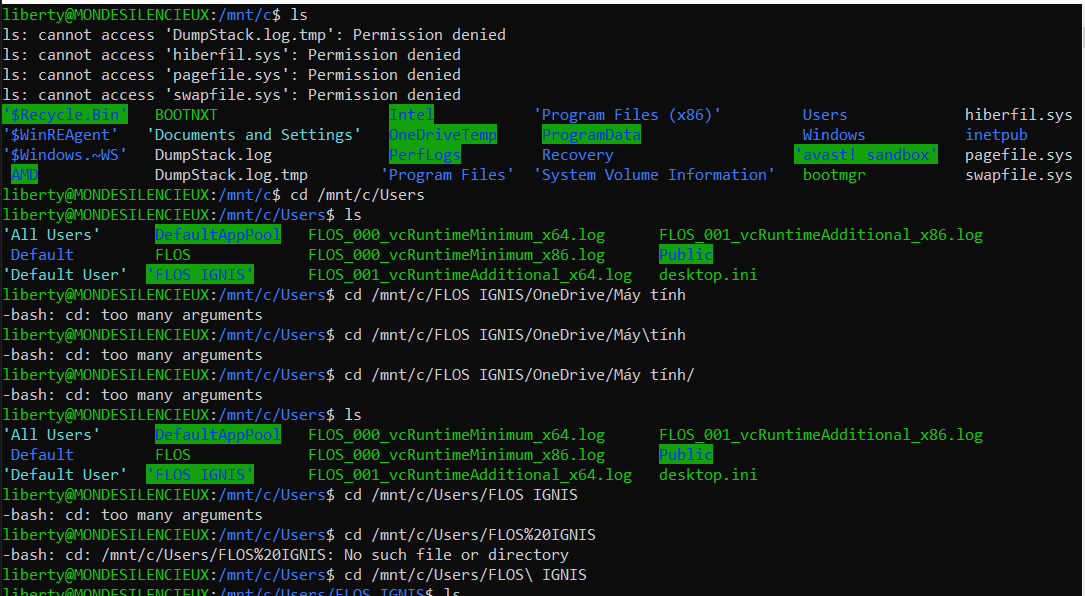 liberty@MONDESILENCIEUX:/mnt/c$ ls
ls: cannot access 'DumpStack.log.tmp': Permission denied
ls: cannot access 'hiberfil.sys': Permission denied
ls: cannot access 'pagefile.sys': Permission denied
ls: cannot access 'swapfile.sys': Permission denied
'$Recycle.Bin' BOOTNXT Intel 'Program Files (x86)' Users hiberfil.sys
'$WinREAgent' 'Documents and Settings' OneDriveTemp ProgramData Windows inetpub
'$Windows.~WS' DumpStack.log PerfLogs Recovery 'avast! sandbox' pagefile.sys
AMD DumpStack.log.tmp 'Program Files' 'System Volume Information' bootmgr swapfile.sys
liberty@MONDESILENCIEUX:/mnt/c$ cd /mnt/c/Users
liberty@MONDESILENCIEUX:/mnt/c/Users$ ls
'All Users' DefaultAppPool FLOS_000_vcRuntimeMinimum_x64.log FLOS_001_vcRuntimeAdditional_x86.log
Default FLOS FLOS_000_vcRuntimeMinimum_x86.log Public
'Default User' 'FLOS IGNIS' FLOS_001_vcRuntimeAdditional_x64.log desktop.ini
liberty@MONDESILENCIEUX:/mnt/c/Users$ cd /mnt/c/FLOS IGNIS/OneDrive/Máy tính
-bash: cd: too many arguments
liberty@MONDESILENCIEUX:/mnt/c/Users$ cd /mnt/c/FLOS IGNIS/OneDrive/Máy\tính
-bash: cd: too many arguments
liberty@MONDESILENCIEUX:/mnt/c/Users$ cd /mnt/c/FLOS IGNIS/OneDrive/Máy tính/
-bash: cd: too many arguments
liberty@MONDESILENCIEUX:/mnt/c/Users$ ls
'All Users' DefaultAppPool FLOS_000_vcRuntimeMinimum_x64.log FLOS_001_vcRuntimeAdditional_x86.log
Default FLOS FLOS_000_vcRuntimeMinimum_x86.log Public
'Default User' 'FLOS IGNIS' FLOS_001_vcRuntimeAdditional_x64.log desktop.ini
liberty@MONDESILENCIEUX:/mnt/c/Users$ cd /mnt/c/Users/FLOS IGNIS
-bash: cd: too many arguments
liberty@MONDESILENCIEUX:/mnt/c/Users$ cd /mnt/c/Users/FLOS%20IGNIS
-bash: cd: /mnt/c/Users/FLOS%20IGNIS: No such file or directory
liberty@MONDESILENCIEUX:/mnt/c/Users$ cd /mnt/c/Users/FLOS\ IGNIS
liberty@MONDESILENCIEUX:/mnt/c/Users/FLOS IGNIS$ ls